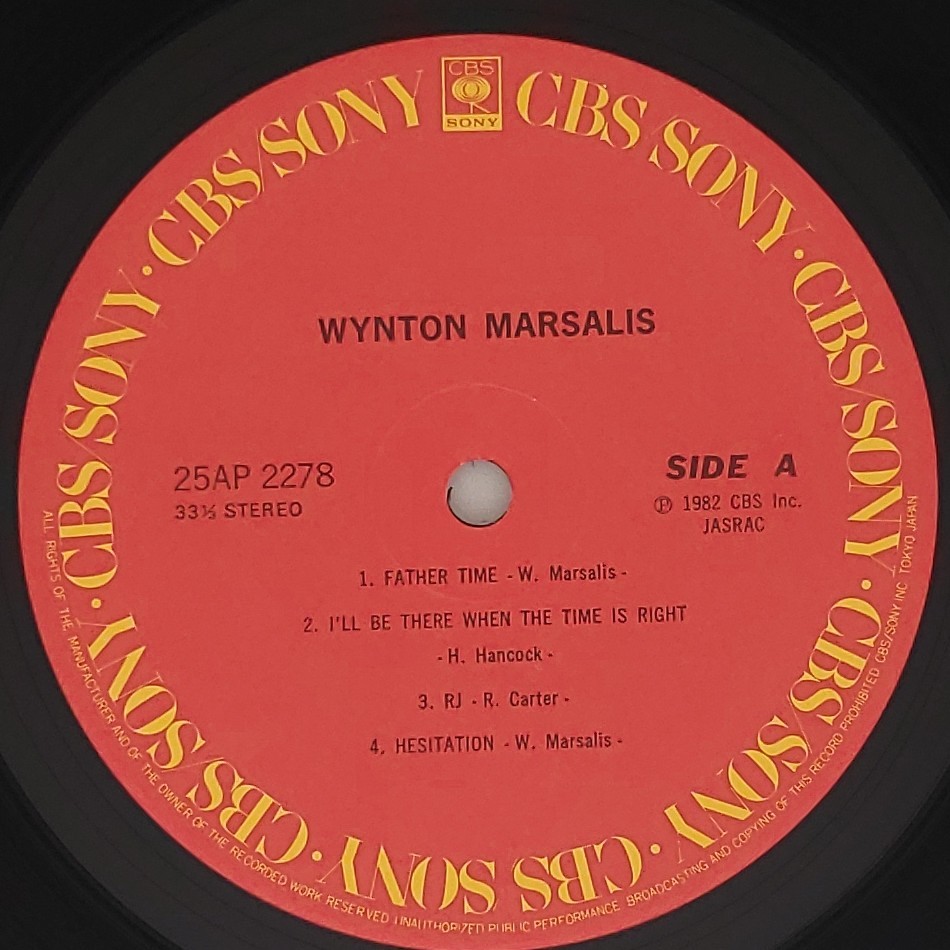 CBS
SONY
CBS/SONY · CBS/SONY · CBS/SONY · CBS/SONY · CBS/SONY · CBS/SONY · CBS/SONY · CBS/SONY · CBS/SONY
WYNTON MARSALIS
25AP 2278
33⅓ STEREO
SIDE A
Ⓟ 1982 CBS Inc.
JASRAC
1. FATHER TIME - W. Marsalis -
2. I'LL BE THERE WHEN THE TIME IS RIGHT
- H. Hancock -
3. RJ - R. Carter -
4. HESITATION - W. Marsalis -
ALL RIGHTS OF THE MANUFACTURER AND OF THE OWNER OF THE RECORDED WORK RESERVED UNAUTHORIZED PUBLIC PERFORMANCE BROADCASTING AND COPYING OF THIS RECORD PROHIBITED CBS/SONY INC TOKYO JAPAN